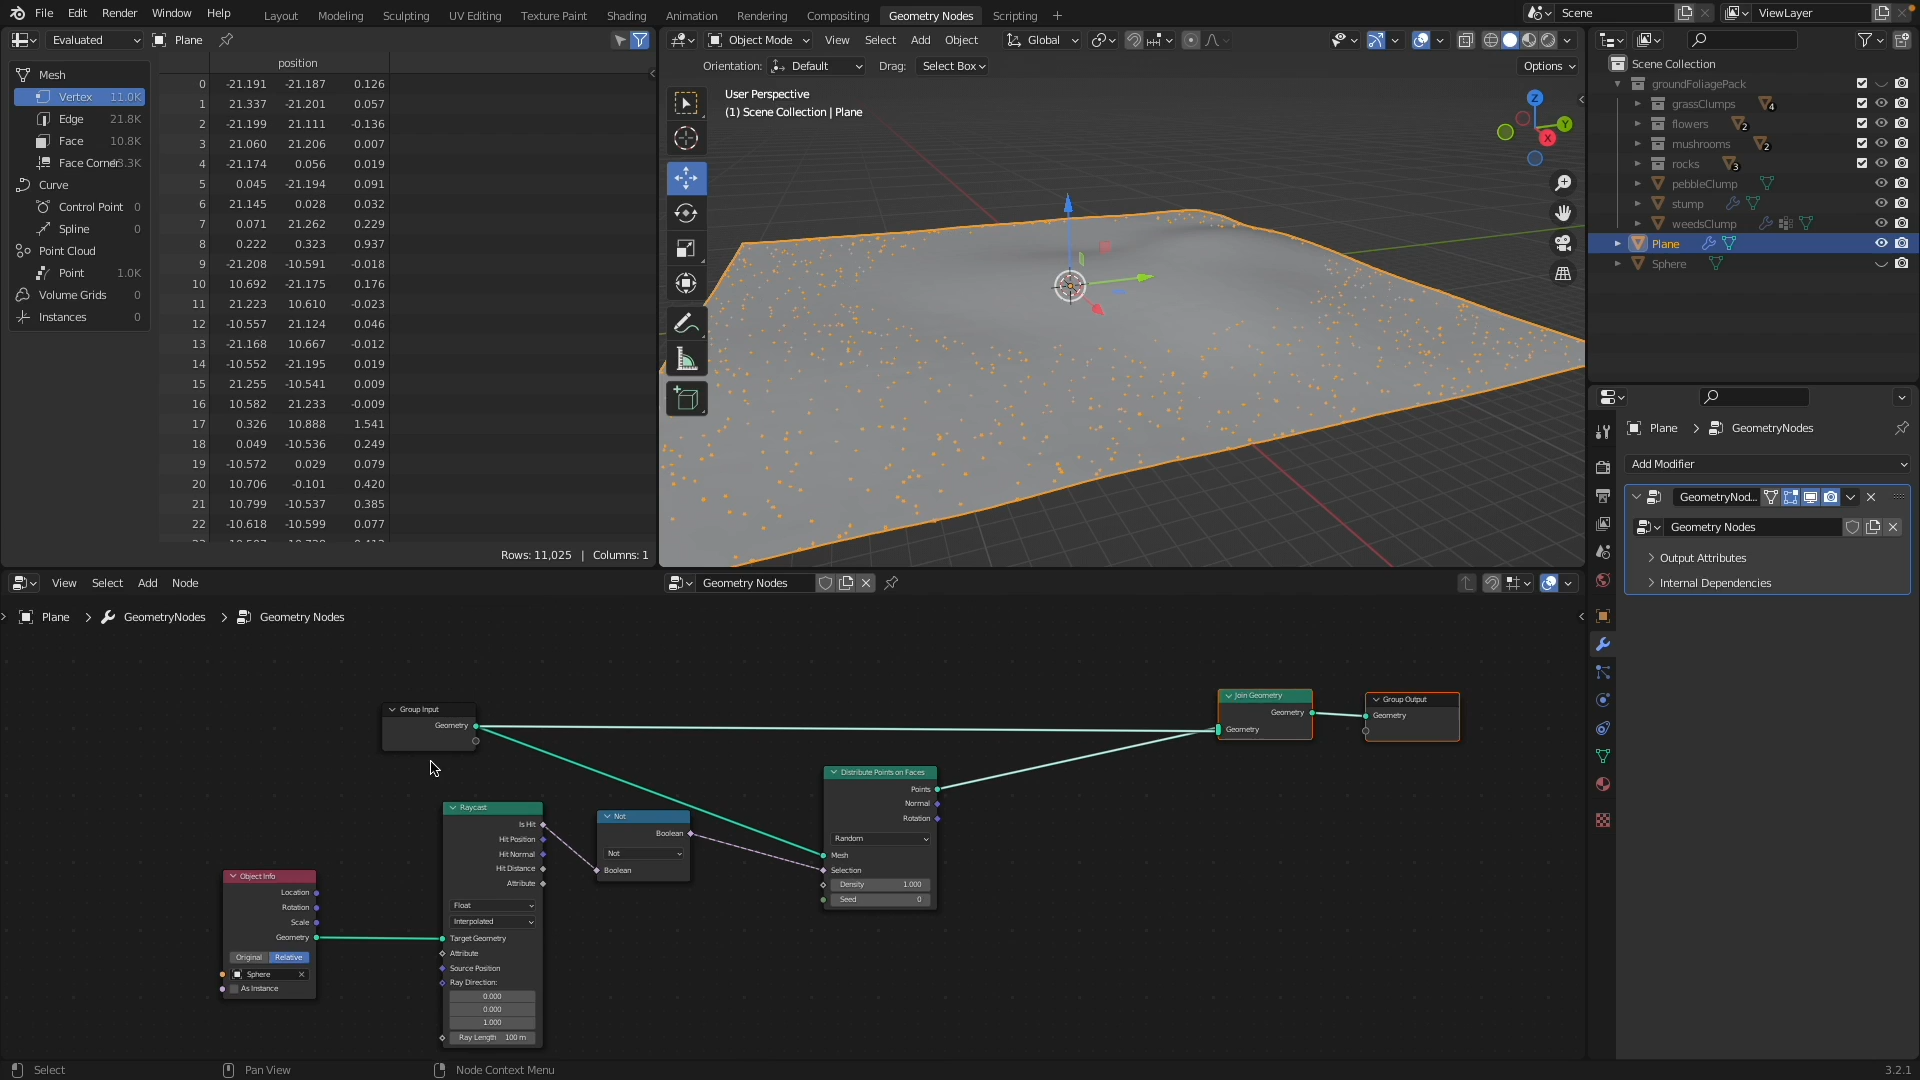 File Edit Render Window Help Layout Modeling Sculpting UV Editing Texture Paint Shading Animation Rendering Compositing Geometry Nodes Scripting + Scene ViewLayer
Evaluated Plane
Object Mode View Select Add Object Global
Orientation: Default Drag: Select Box Options
position
Mesh
Vertex 11.0K
Edge 21.8K
Face 10.8K
Face Corner
Curve
Control Point 0
Spline 0
Point Cloud
Point 1.0K
Volume Grids 0
Instances 0
0 -21.191 -21.187 0.126
1 21.337 -21.201 0.057
2 -21.199 21.111 -0.136
3 21.060 21.206 0.007
4 -21.174 0.056 0.019
5 0.045 -21.194 0.091
6 21.145 0.028 0.032
7 0.071 21.262 0.229
8 0.222 0.323 0.937
9 -21.208 -10.591 -0.018
10 10.692 -21.175 0.176
11 21.223 10.610 -0.023
12 -10.557 21.124 0.046
13 -21.168 10.667 -0.012
14 -10.552 -21.195 0.019
15 21.255 -10.541 0.009
16 10.582 21.233 -0.009
17 0.326 10.888 1.541
18 0.049 -10.536 0.249
19 -10.572 0.029 0.079
20 10.706 -0.101 0.420
21 10.799 -10.537 0.385
22 -10.618 -10.599 0.077
Rows: 11,025 | Columns: 1
User Perspective
(1) Scene Collection | Plane
Z
Y
X
Scene Collection
groundFoliagePack
grassClumps 4
flowers 2
mushrooms 2
rocks 3
pebbleClump
stump
weedsClump
Plane
Sphere
Plane > GeometryNodes
Add Modifier
GeometryNod...
Geometry Nodes
Output Attributes
Internal Dependencies
View Select Add Node Geometry Nodes
Plane > GeometryNodes > Geometry Nodes
Group Input
Geometry
Join Geometry
Geometry
Geometry
Group Output
Geometry
Distribute Points on Faces
Points
Normal
Rotation
Random
Mesh
Selection
Density 1.000
Seed 0
Raycast
Is Hit
Hit Position
Hit Normal
Hit Distance
Attribute
Float
Interpolated
Target Geometry
Attribute
Source Position
Ray Direction:
0.000
0.000
1.000
Ray Length 100 m
Not
Boolean
Not
Boolean
Object Info
Location
Rotation
Scale
Geometry
Original Relative
Sphere
As Instance
Select Pan View Node Context Menu 3.2.1